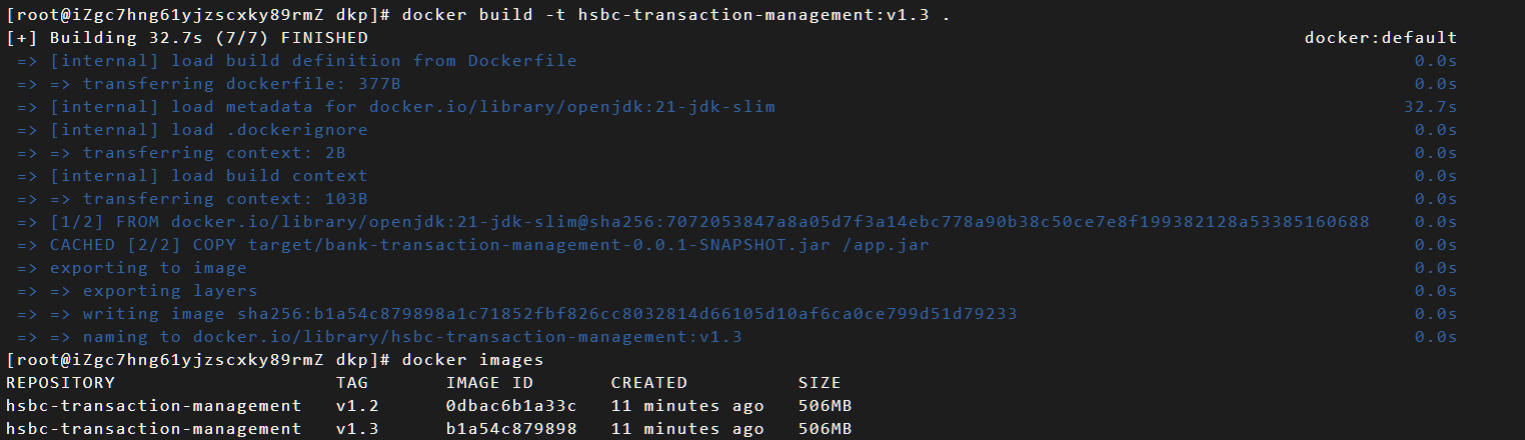 [root@iZgc7hng61yjzscxky89rmZ dkp]# docker build -t hsbc-transaction-management:v1.3 .
[+] Building 32.7s (7/7) FINISHED docker:default
=> [internal] load build definition from Dockerfile 0.0s
=> => transferring dockerfile: 377B 0.0s
=> [internal] load metadata for docker.io/library/openjdk:21-jdk-slim 32.7s
=> [internal] load .dockerignore 0.0s
=> => transferring context: 2B 0.0s
=> [internal] load build context 0.0s
=> => transferring context: 103B 0.0s
=> [1/2] FROM docker.io/library/openjdk:21-jdk-slim@sha256:7072053847a8a05d7f3a14ebc778a90b38c50ce7e8f199382128a53385160688 0.0s
=> CACHED [2/2] COPY target/bank-transaction-management-0.0.1-SNAPSHOT.jar /app.jar 0.0s
=> exporting to image 0.0s
=> => exporting layers 0.0s
=> => writing image sha256:b1a54c879898a1c71852fbf826cc8032814d66105d10af6ca0ce799d51d79233 0.0s
=> => naming to docker.io/library/hsbc-transaction-management:v1.3 0.0s
[root@iZgc7hng61yjzscxky89rmZ dkp]# docker images
REPOSITORY TAG IMAGE ID CREATED SIZE
hsbc-transaction-management v1.2 0dbac6b1a33c 11 minutes ago 506MB
hsbc-transaction-management v1.3 b1a54c879898 11 minutes ago 506MB